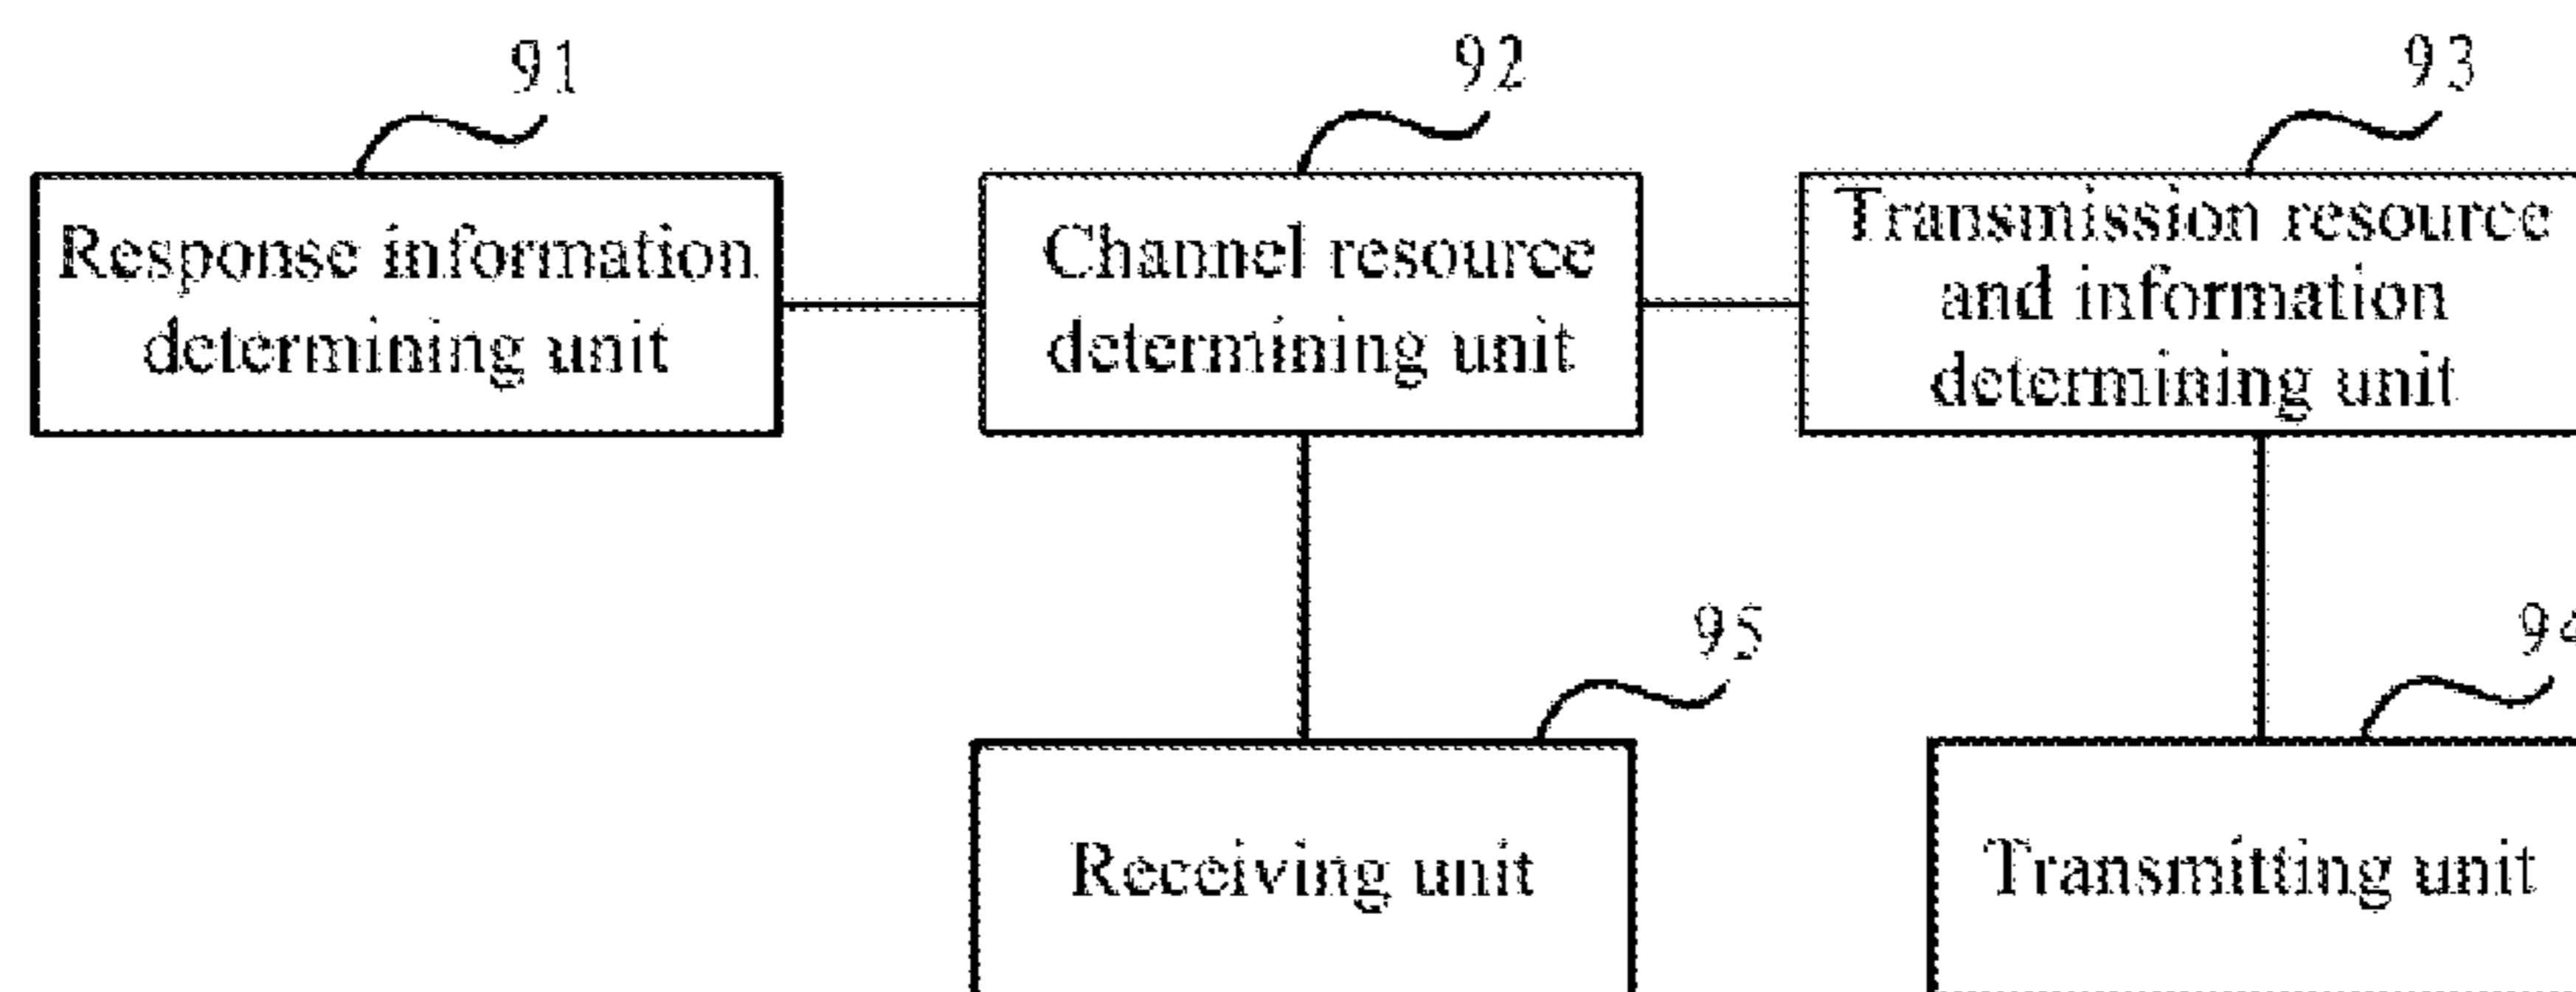 91
92
93
Response information
determining unit
Channel resource
determining unit
Transmission resource
and information
determining unit
95
94
Receiving unit
Transmitting unit